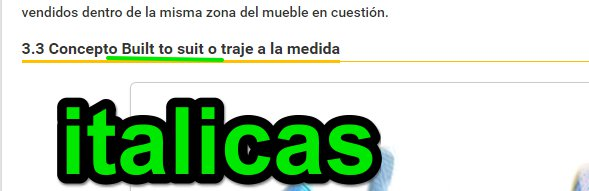 vendidos dentro de la misma zona del mueble en cuestión.
3.3 Concepto Built to suit o traje a la medida
italicas